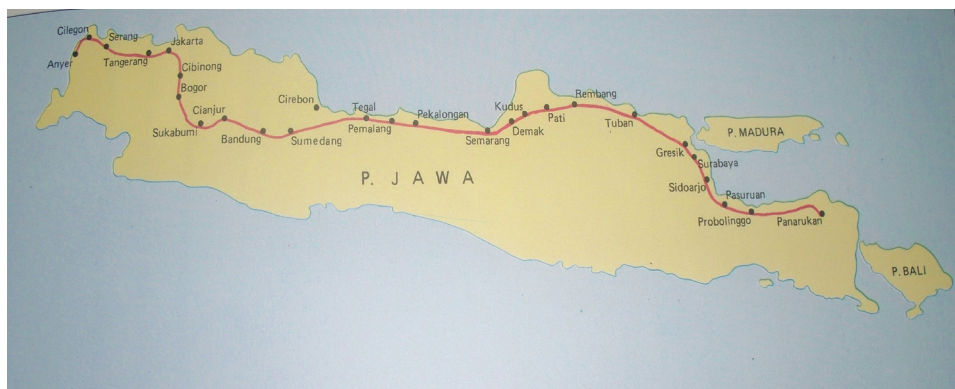 Cilegon
Serang
Anyer
Tangerang
Jakarta
Cibinong
Bogor
Cianjur
Sukabumi
Bandung
Sumedang
Cirebon
Tegal
Pemalang
Pekalongan
Semarang
Demak
Kudus
Pati
Rembang
Tuban
Gresik
Surabaya
Sidoarjo
Pasuruan
Probolinggo
Panarukan
P. JAWA
P. MADURA
P. BALI